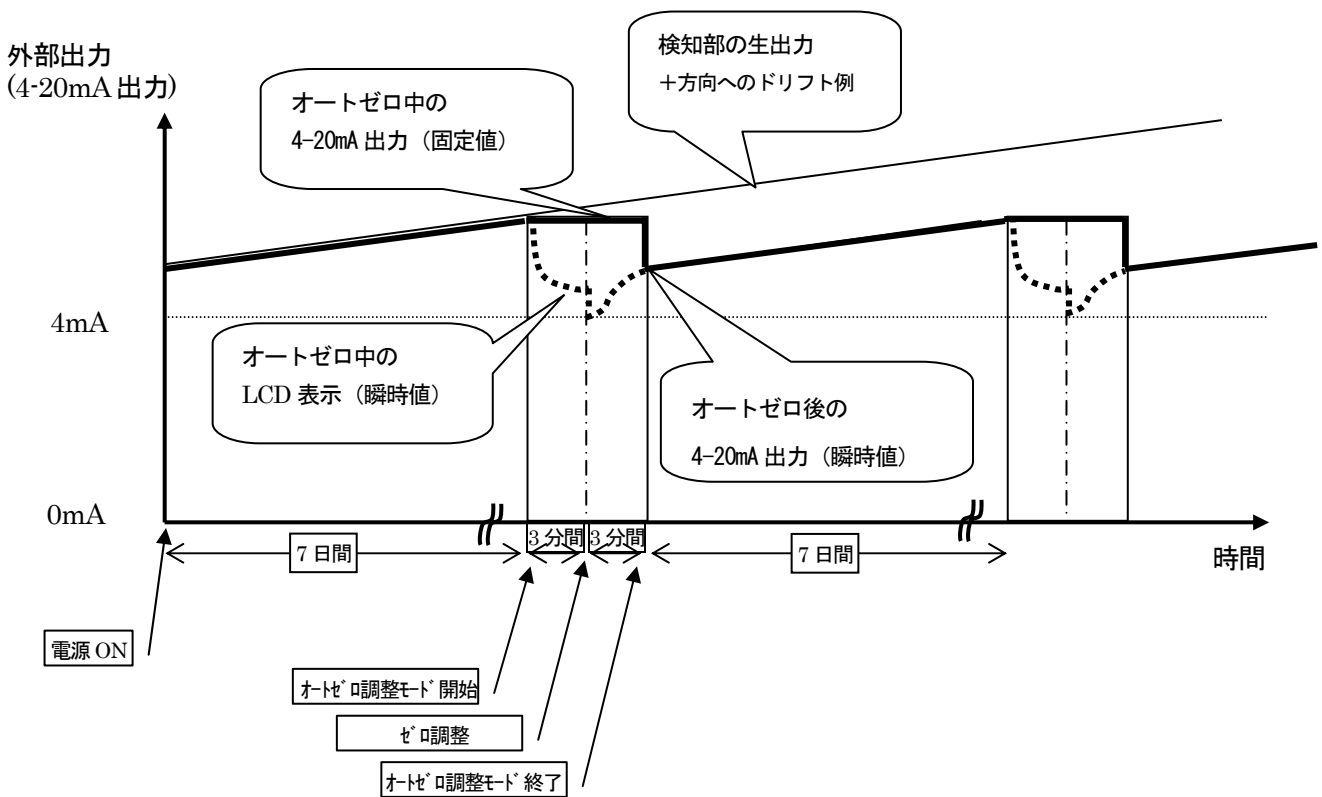 外部出力
(4-20mA 出力)
検知部の生出力
＋方向へのドリフト例
オートゼロ中の
4-20mA 出力（固定値）
4mA
オートゼロ中の
LCD 表示（瞬時値）
オートゼロ後の
4-20mA 出力（瞬時値）
0mA
3 分間
3 分間
7 日間
7 日間
時間
電源 ON
ｵｰﾄｾﾞﾛ調整ﾓｰﾄﾞ開始
ｾﾞﾛ調整
ｵｰﾄｾﾞﾛ調整ﾓｰﾄﾞ終了